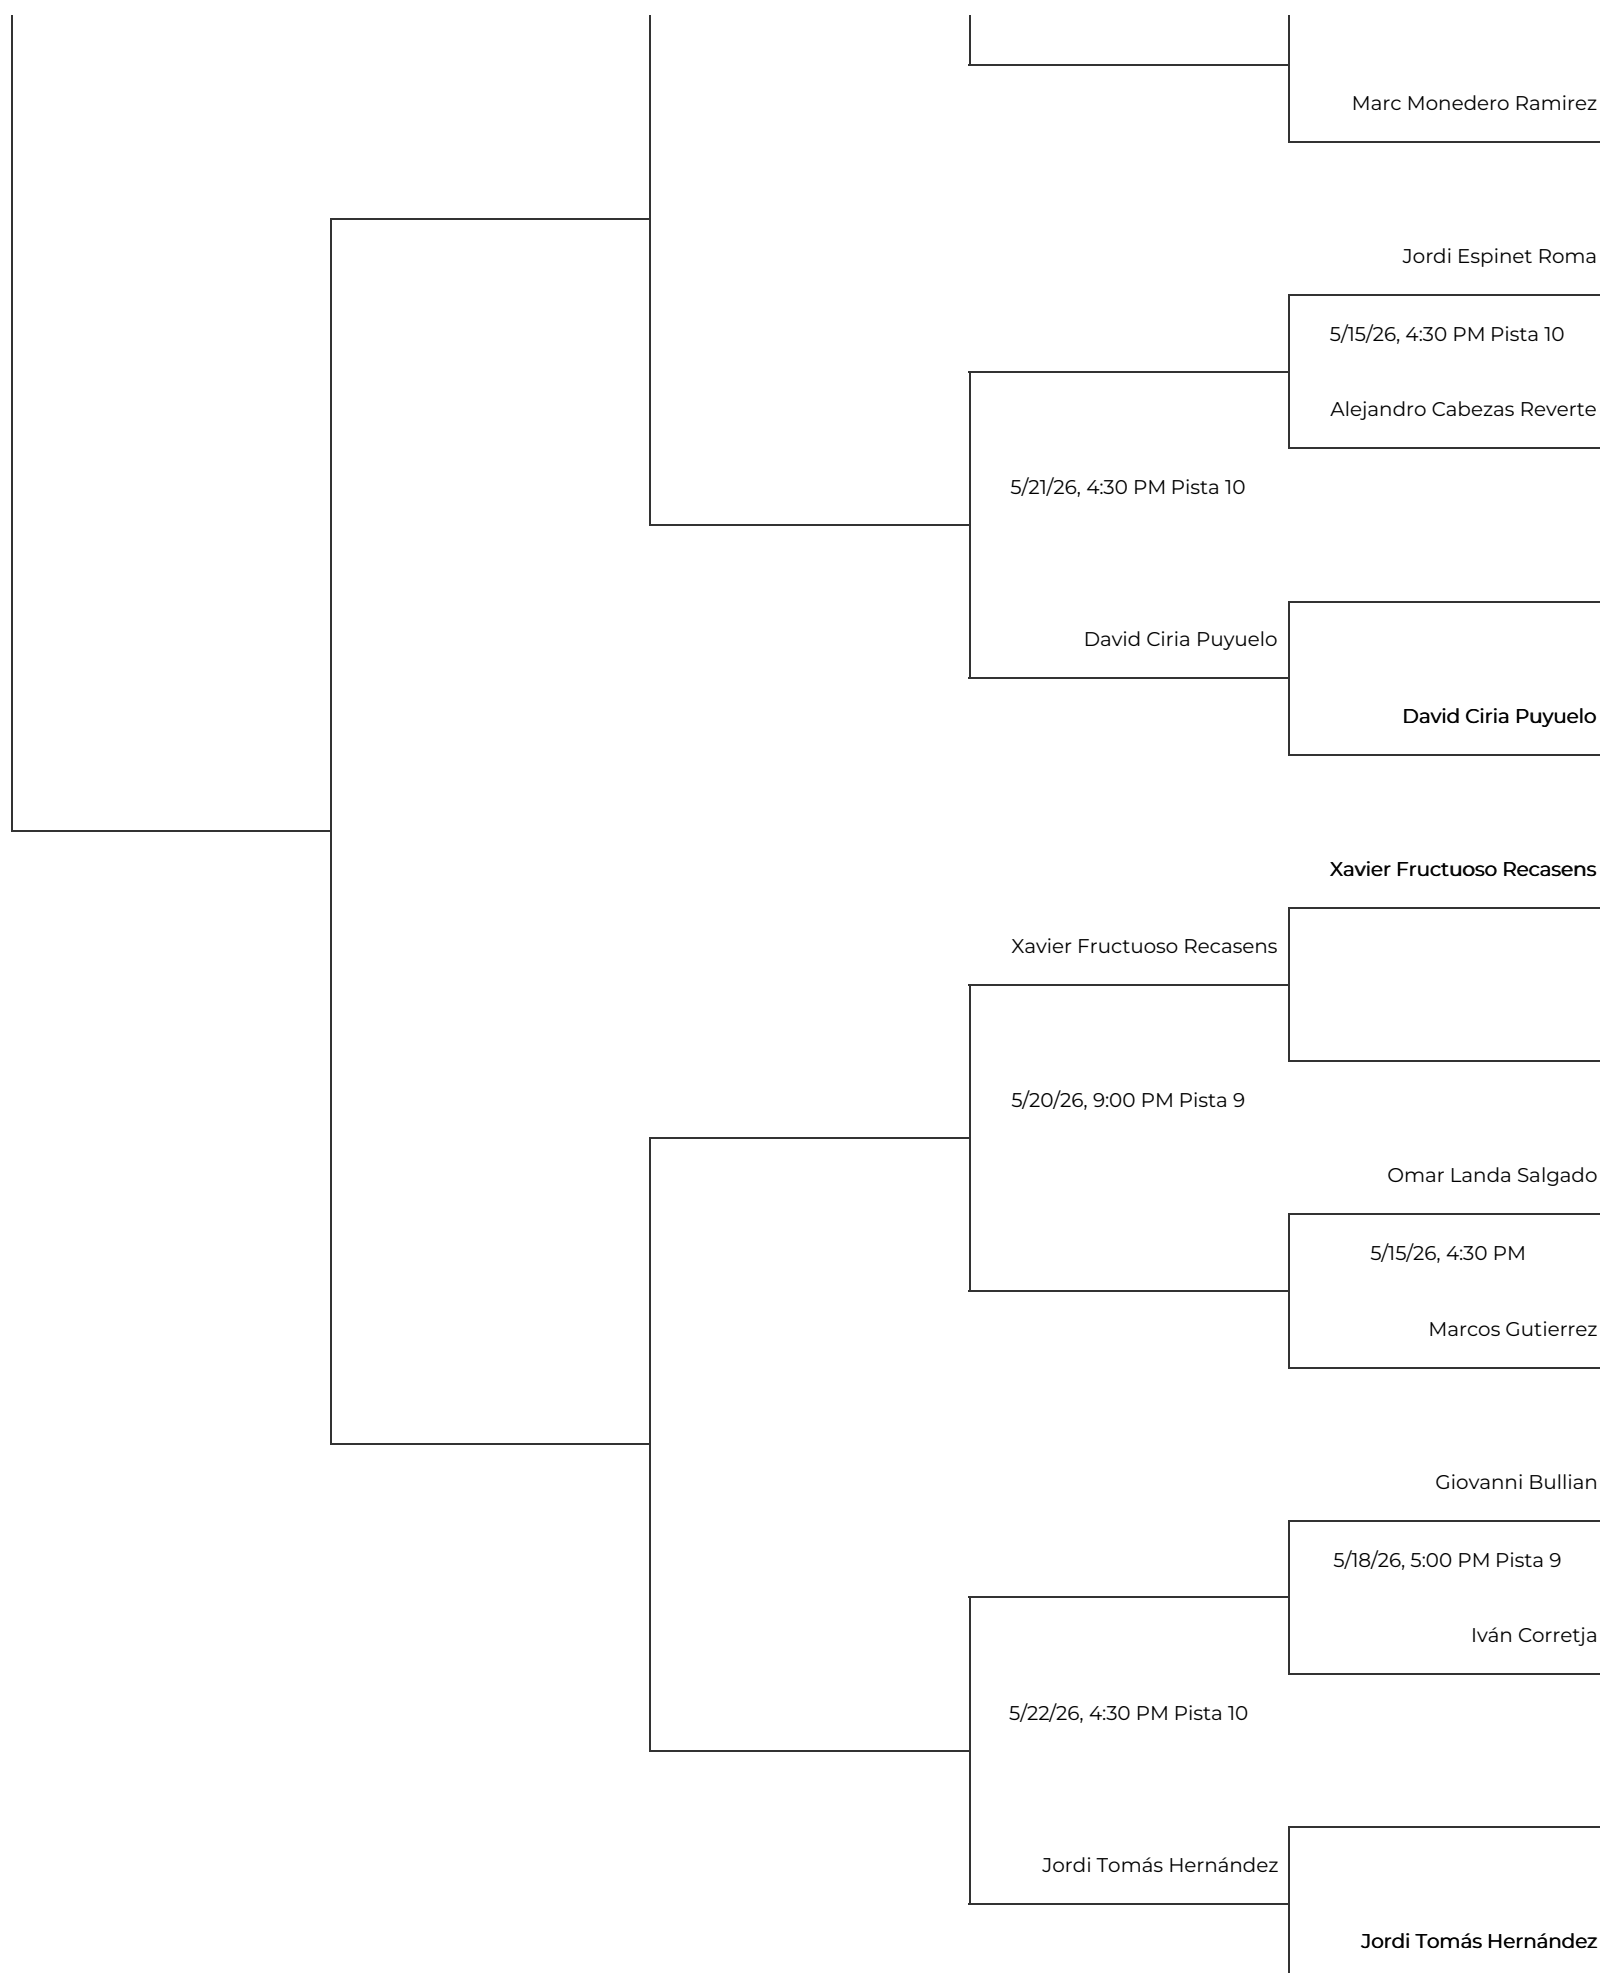 Marc Monedero Ramirez
Jordi Espinet Roma
5/15/26, 4:30 PM Pista 10
Alejandro Cabezas Reverte
5/21/26, 4:30 PM Pista 10
David Ciria Puyuelo
David Ciria Puyuelo
Xavier Fructuoso Recasens
Xavier Fructuoso Recasens
5/20/26, 9:00 PM Pista 9
Omar Landa Salgado
5/15/26, 4:30 PM
Marcos Gutierrez
Giovanni Bullian
5/18/26, 5:00 PM Pista 9
Iván Corretja
5/22/26, 4:30 PM Pista 10
Jordi Tomás Hernández
Jordi Tomás Hernández